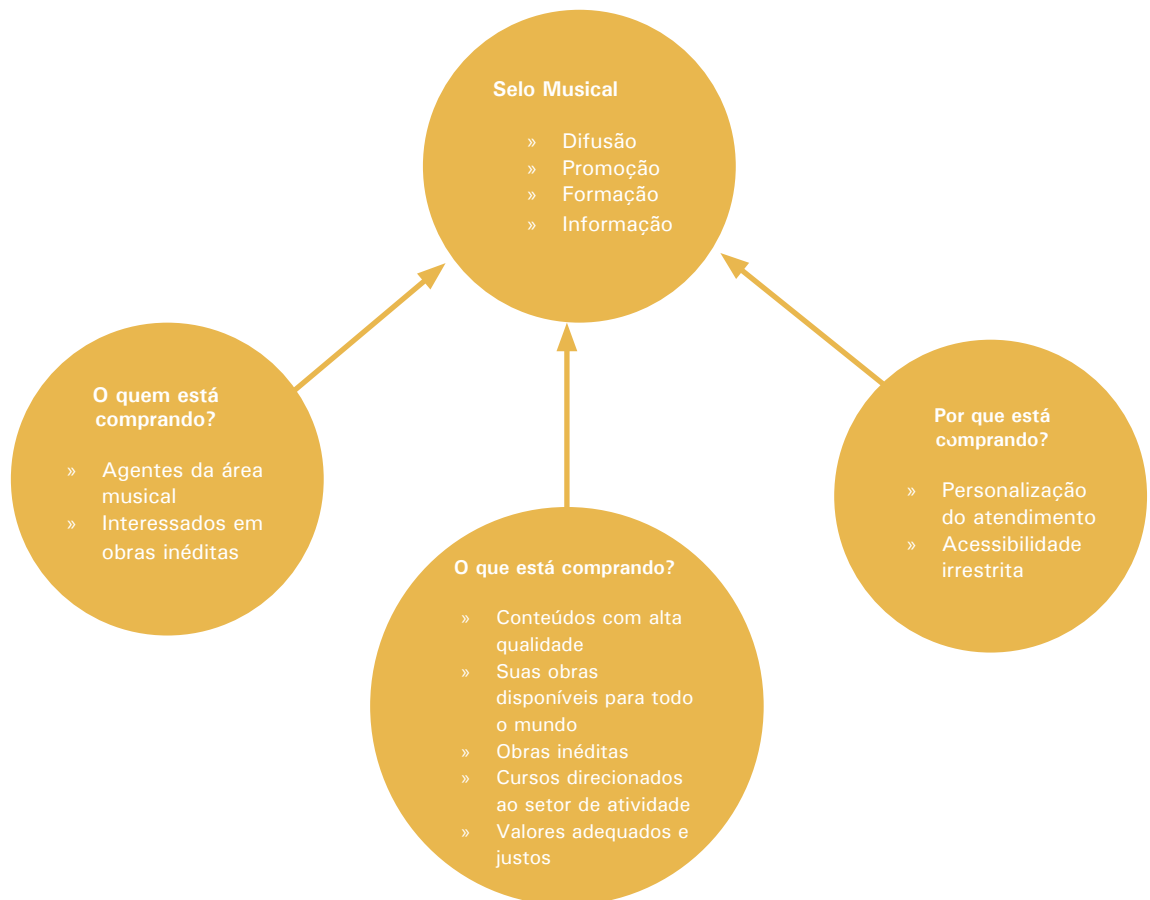 Selo Musical
» Difusão
» Promoção
» Formação
» Informação
O quem está
comprando?
» Agentes da área
musical
» Interessados em
obras inéditas
O que está comprando?
» Conteúdos com alta
qualidade
» Suas obras
disponíveis para todo
o mundo
» Obras inéditas
» Cursos direcionados
ao setor de atividade
» Valores adequados e
justos
Por que está
comprando?
» Personalização
do atendimento
» Acessibilidade
irrestrita